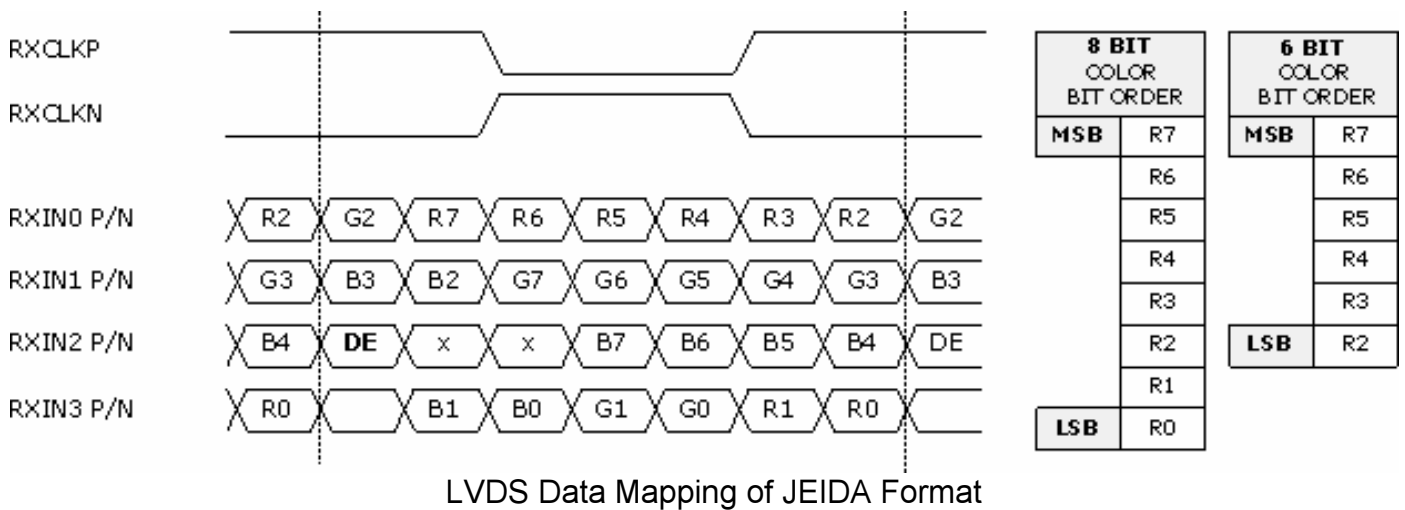 RXCLKP
RXCLKN
RXIN0 P/N R2 G2 R7 R6 R5 R4 R3 R2 G2
RXIN1 P/N G3 B3 B2 G7 G6 G5 G4 G3 B3
RXIN2 P/N B4 DE x x B7 B6 B5 B4 DE
RXIN3 P/N R0 B1 B0 G1 G0 R1 R0
8 BIT
COLOR
BIT ORDER
MSB R7
R6
R5
R4
R3
R2
R1
LSB R0
6 BIT
COLOR
BIT ORDER
MSB R7
R6
R5
R4
R3
LSB R2
LVDS Data Mapping of JEIDA Format